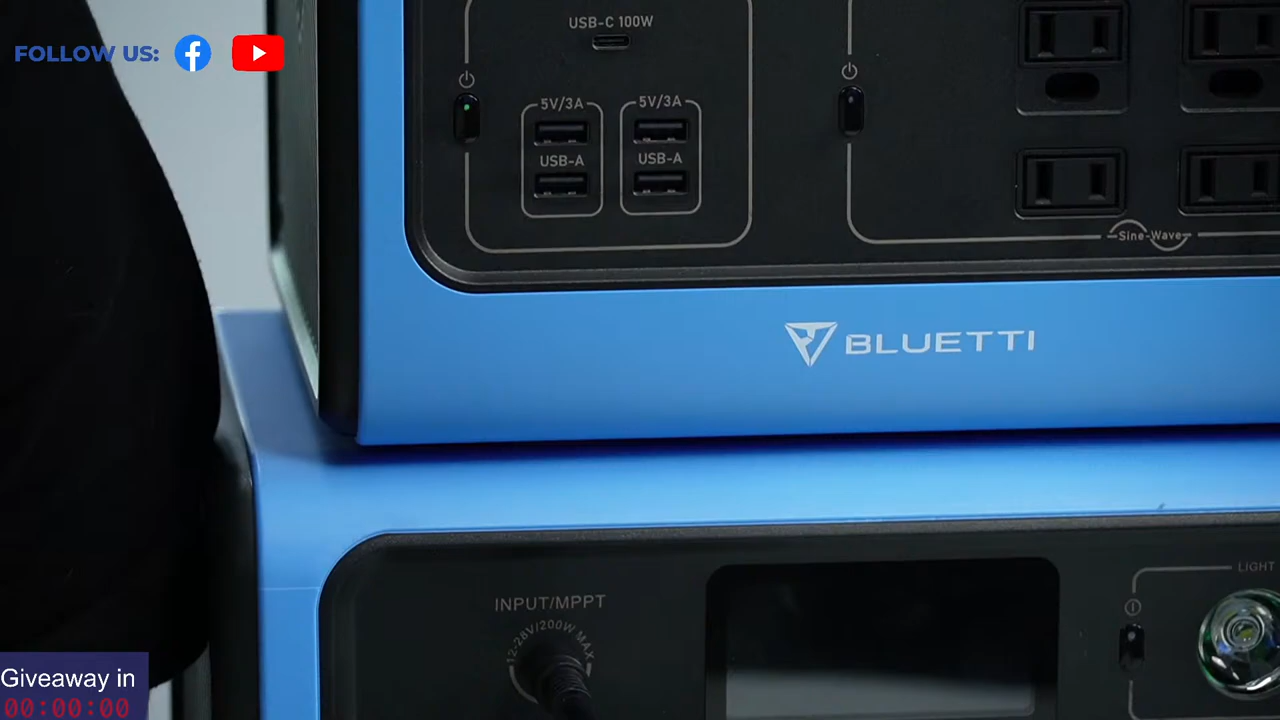 FOLLOW US:
USB-C 100W
5V/3A
5V/3A
USB-A
USB-A
Sine-Wave
BLUETTI
LIGHT
INPUT/MPPT
12-28V/200W MAX
Giveaway in
00:00:00